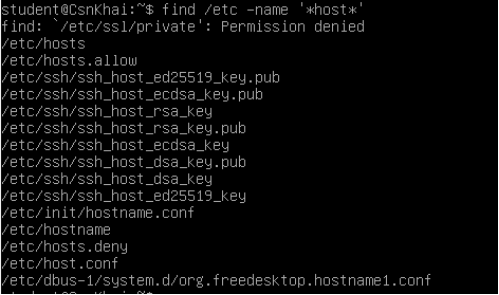 student@CsnKhai:~$ find /etc -name '*host*'
find: `/etc/ssl/private': Permission denied
/etc/hosts
/etc/hosts.allow
/etc/ssh/ssh_host_ed25519_key.pub
/etc/ssh/ssh_host_ecdsa_key.pub
/etc/ssh/ssh_host_rsa_key
/etc/ssh/ssh_host_rsa_key.pub
/etc/ssh/ssh_host_ecdsa_key
/etc/ssh/ssh_host_dsa_key.pub
/etc/ssh/ssh_host_dsa_key
/etc/ssh/ssh_host_ed25519_key
/etc/init/hostname.conf
/etc/hostname
/etc/hosts.deny
/etc/host.conf
/etc/dbus-1/system.d/org.freedesktop.hostname1.conf